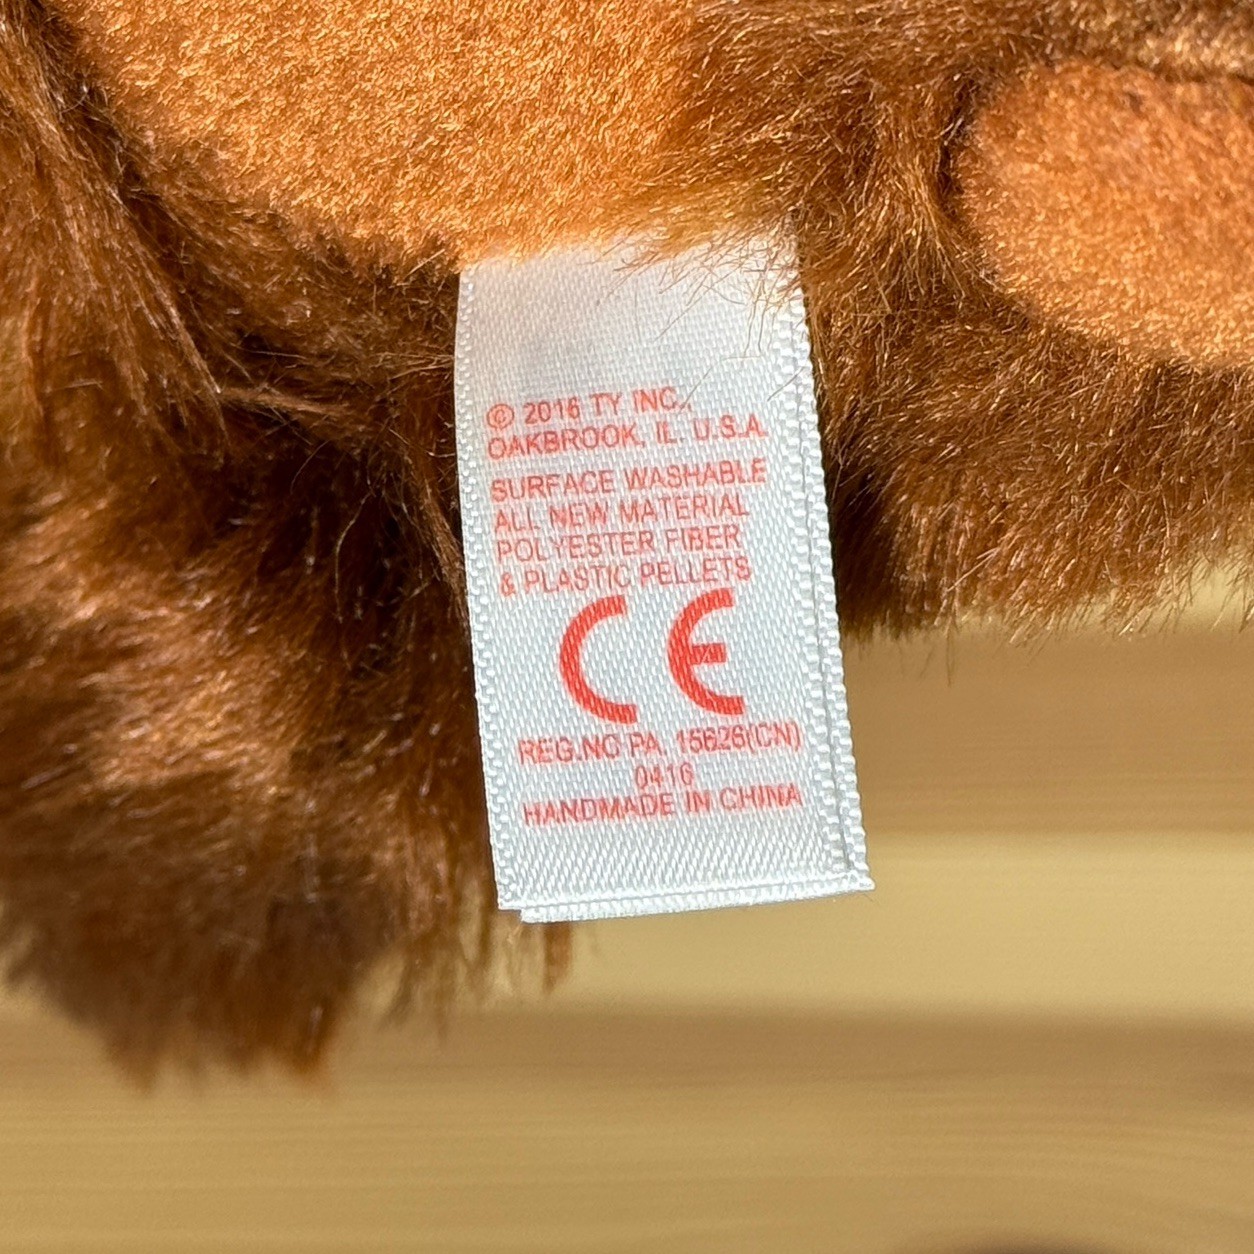 © 2016 TY INC.,
OAKBROOK, IL. U.S.A.
SURFACE WASHABLE
ALL NEW MATERIAL
POLYESTER FIBER
& PLASTIC PELLETS
CE
REG.NO PA. 15626(CN)
0416
HANDMADE IN CHINA